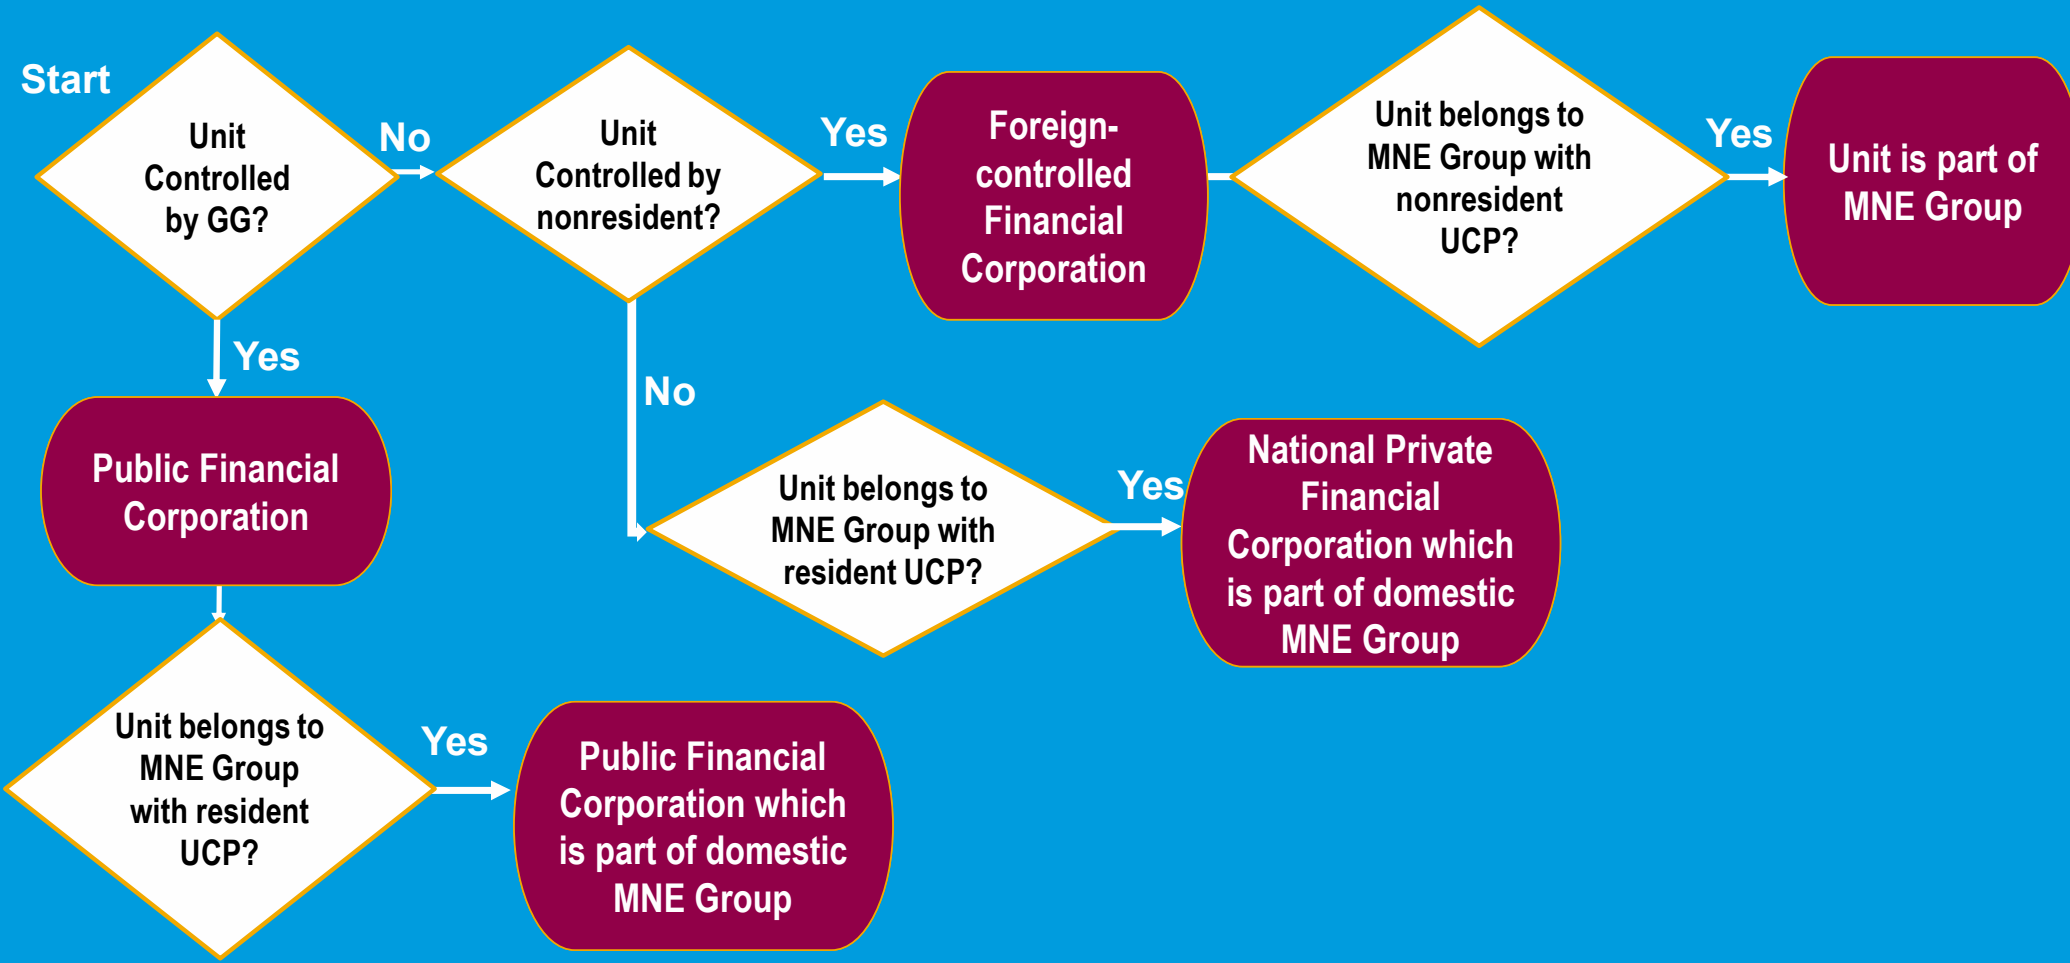 Start
Unit
Controlled
by GG?
No
Unit
Controlled by
nonresident?
Yes
Foreign-
controlled
Financial
Corporation
Unit belongs to
MNE Group with
nonresident
UCP?
Yes
Unit is part of
MNE Group
Yes
No
Public Financial
Corporation
Unit belongs to
MNE Group with
resident UCP?
Yes
National Private
Financial
Corporation which
is part of domestic
MNE Group
Unit belongs to
MNE Group
with resident
UCP?
Yes
Public Financial
Corporation which
is part of domestic
MNE Group